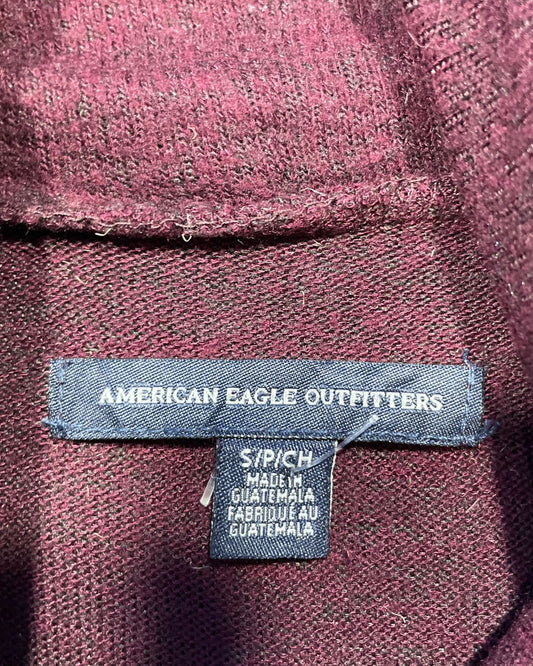 AMERICAN EAGLE OUTFITTERS
S/P/CH
MADE IN
GUATEMALA
FABRIQUÉ AU
GUATEMALA